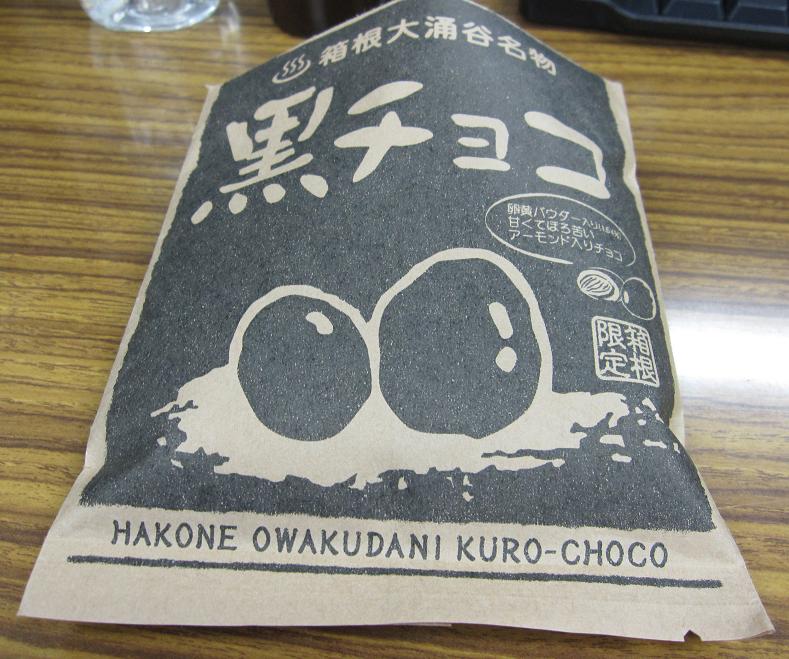 箱根大涌谷名物
黒チョコ
卵黄パウダー入り
甘くてほろ苦い
アーモンド入りチョコ
箱根
限定
HAKONE OWAKUDANI KURO-CHOCO